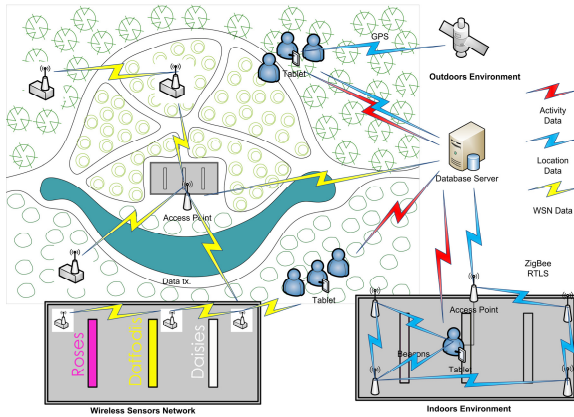 GPS
Tablet
Outdoors Environment
Activity
Data
Location
Data
WSN Data
Database Server
Access Point
Data tx.
Tablet
ZigBee
RTLS
Access Point
Roses
Daffodils
Daisies
Beacons
Tablet
Wireless Sensors Network
Indoors Environment